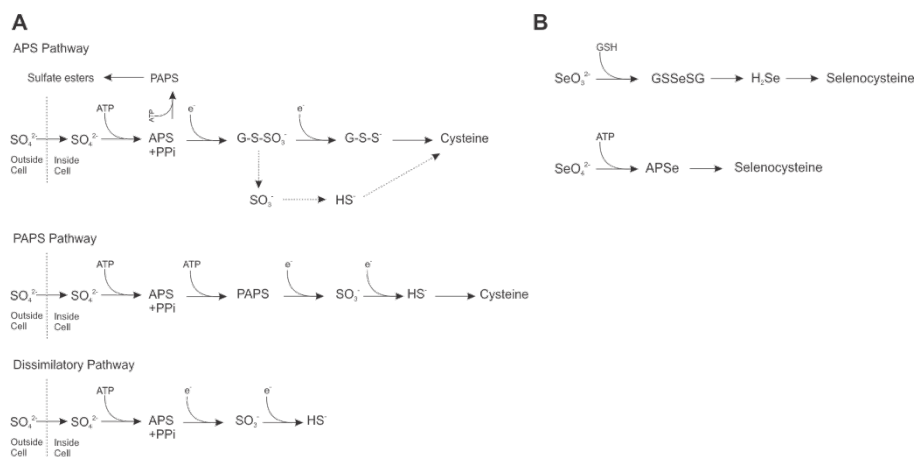 A
APS Pathway
Sulfate esters PAPS
ATP ATP e⁻ e⁻
SO₄²⁻ SO₄²⁻ APS +PPi G-S-SO₃⁻ G-S-S⁻ Cysteine
Outside Cell Inside Cell
SO₃⁻ HS⁻
PAPS Pathway
ATP ATP e⁻ e⁻
SO₄²⁻ SO₄²⁻ APS +PPi PAPS SO₃⁻ HS⁻ Cysteine
Outside Cell Inside Cell
Dissimilatory Pathway
ATP e⁻ e⁻
SO₄²⁻ SO₄²⁻ APS +PPi SO₃⁻ HS⁻
Outside Cell Inside Cell
B
GSH
SeO₃²⁻ GSSeSG H₂Se Selenocysteine
ATP
SeO₄²⁻ APSe Selenocysteine